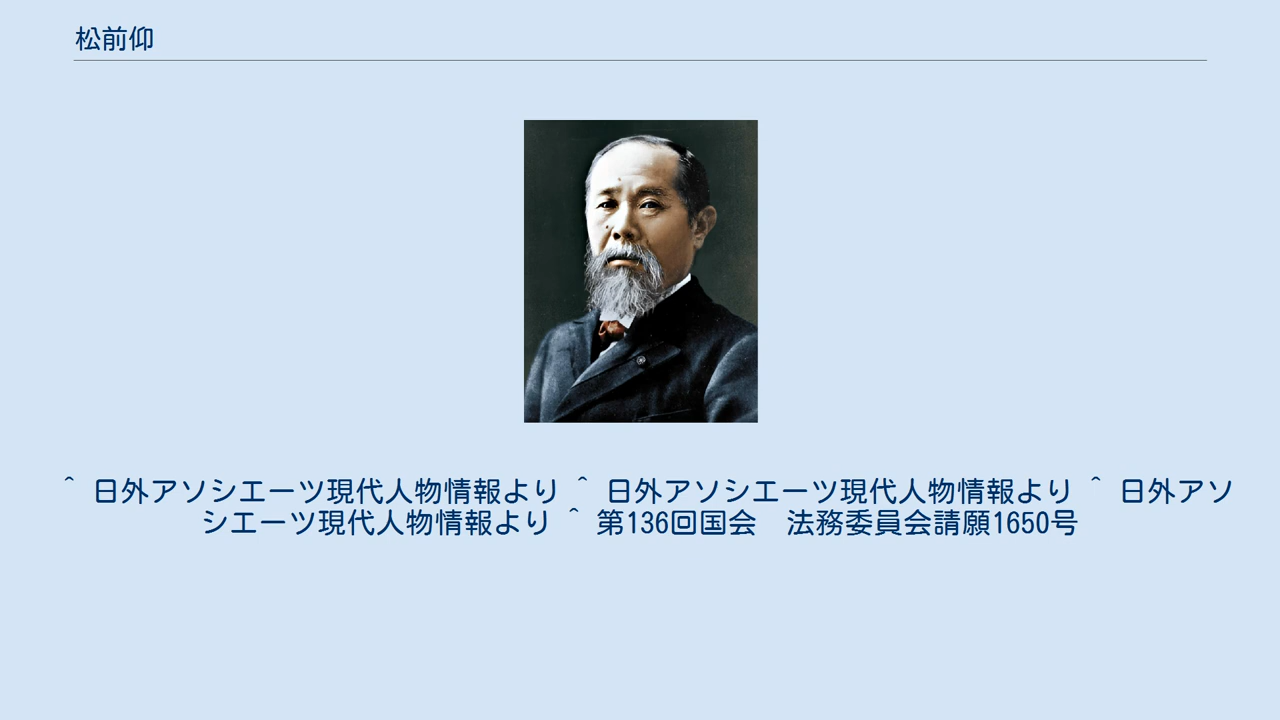 松前仰
^ 日外アソシエーツ現代人物情報より ^ 日外アソシエーツ現代人物情報より ^ 日外アソ
シエーツ現代人物情報より ^ 第136回国会　法務委員会請願1650号